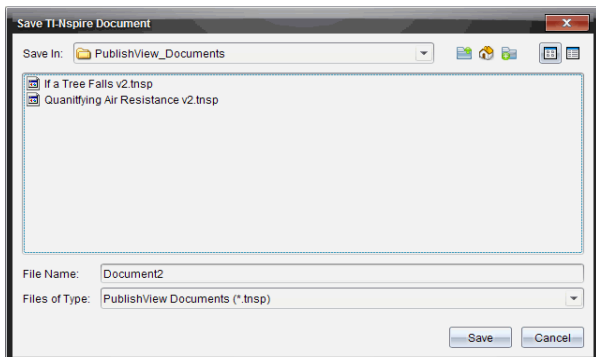 Save TI-Nspire Document
Save In: PublishView_Documents
If a Tree Falls v2.tnsp
Quanitfying Air Resistance v2.tnsp
File Name: Document2
Files of Type: PublishView Documents (*.tnsp)
Save Cancel